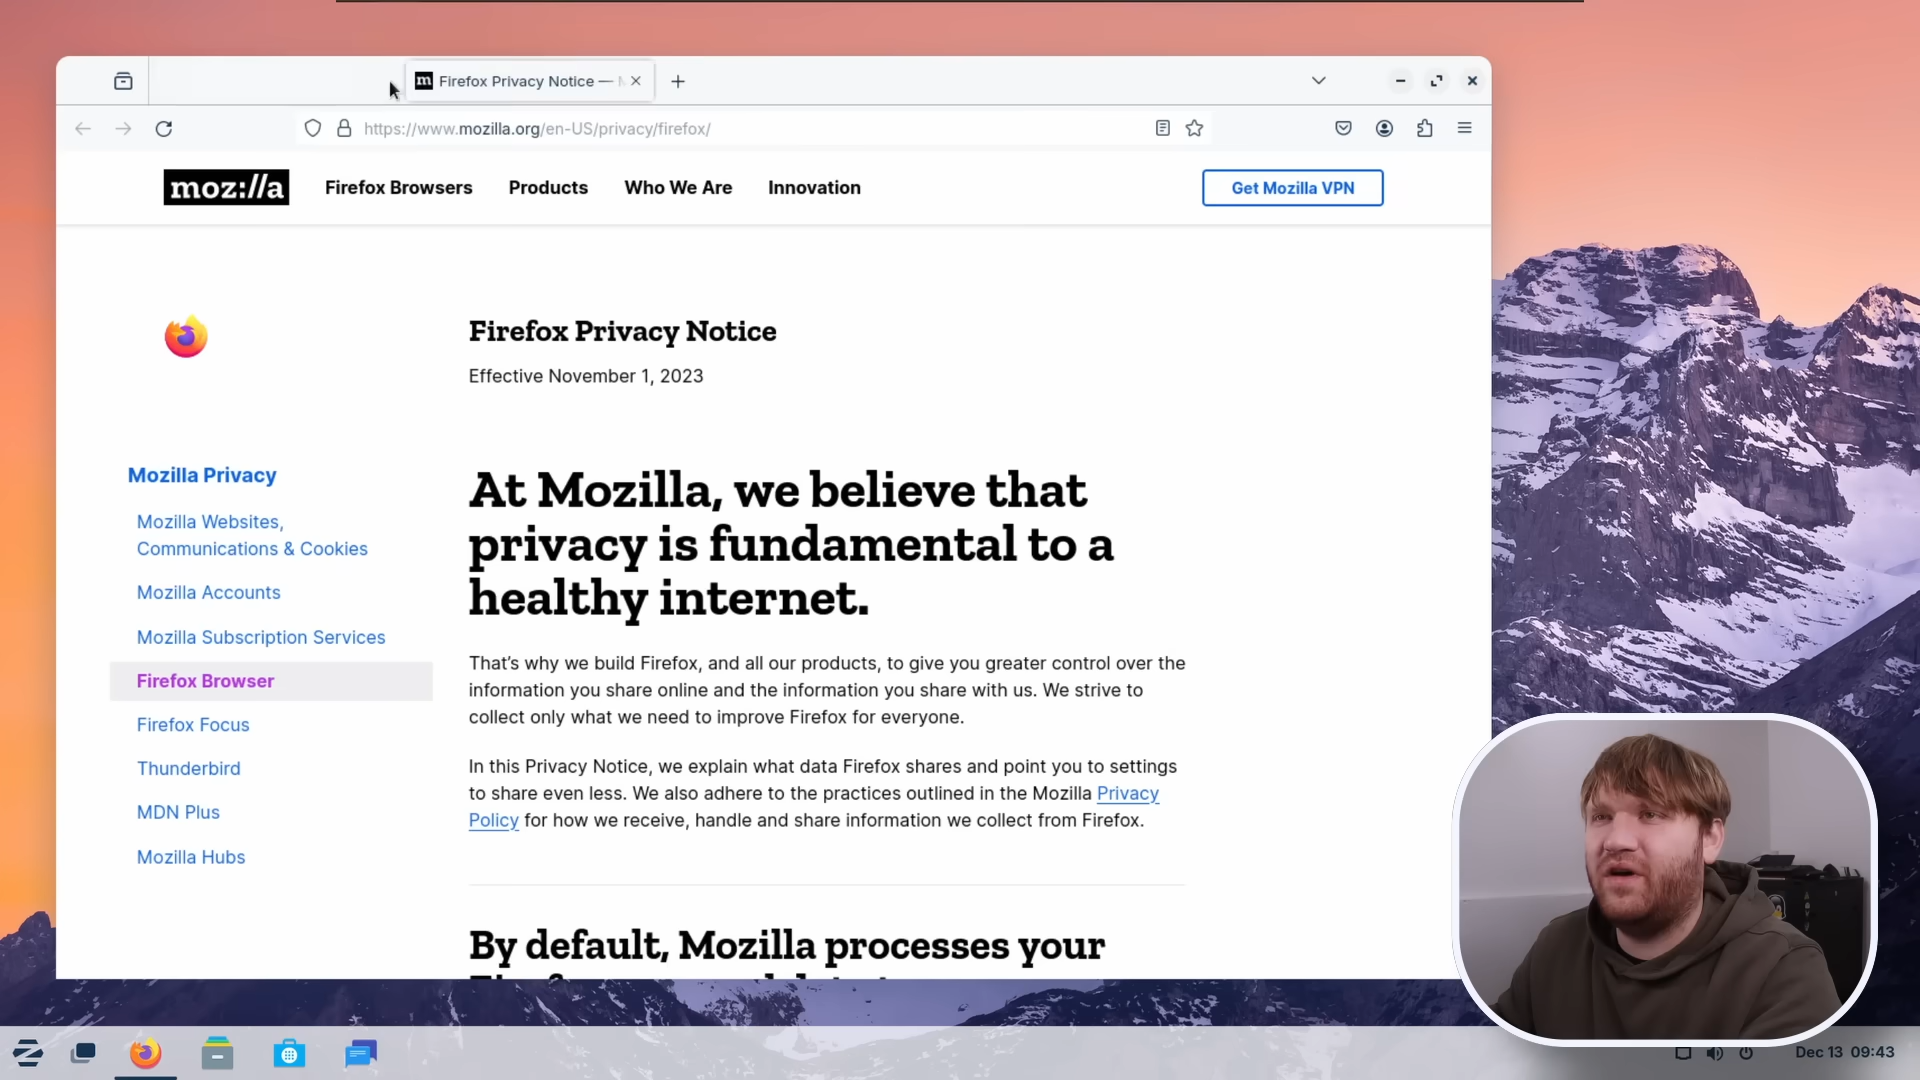 Firefox Privacy Notice —
https://www.mozilla.org/en-US/privacy/firefox/
moz://a
Firefox Browsers
Products
Who We Are
Innovation
Get Mozilla VPN
Firefox Privacy Notice
Effective November 1, 2023
Mozilla Privacy
Mozilla Websites,
Communications & Cookies
Mozilla Accounts
Mozilla Subscription Services
Firefox Browser
Firefox Focus
Thunderbird
MDN Plus
Mozilla Hubs
At Mozilla, we believe that
privacy is fundamental to a
healthy internet.
That’s why we build Firefox, and all our products, to give you greater control over the
information you share online and the information you share with us. We strive to
collect only what we need to improve Firefox for everyone.
In this Privacy Notice, we explain what data Firefox shares and point you to settings
to share even less. We also adhere to the practices outlined in the Mozilla Privacy
Policy for how we receive, handle and share information we collect from Firefox.
By default, Mozilla processes your
Dec 13 09:43